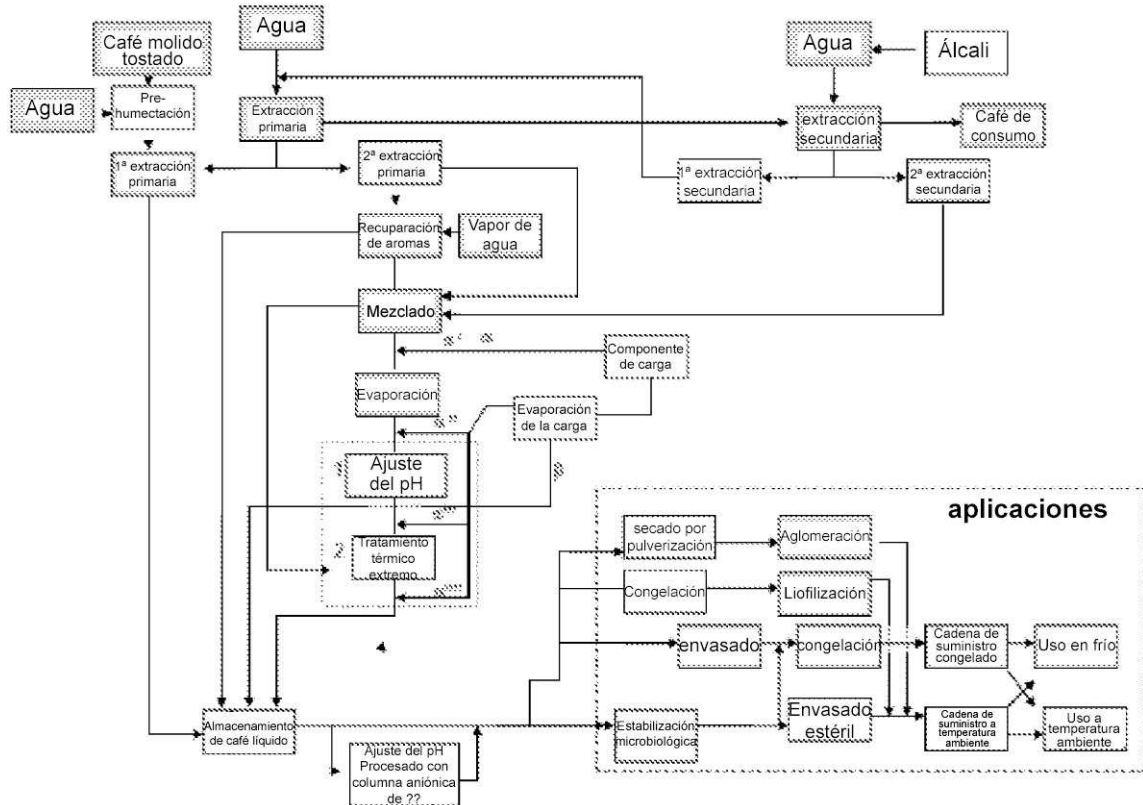 Agua
Agua
Álcali
Café molido
tostado
Agua
Pre-
humectación
Extracción
primaria
extracción
secundaria
Café de
consumo
1ª extracción
primaria
2ª extracción
primaria
1ª extracción
secundaria
2ª extracción
secundaria
Recuparación
de aromas
Vapor de
agua
Mezclado
a' a
Componente
de carga
Evaporación
Evaporación
de la carga
a''
1
Ajuste
del pH
a'''
2
Tratamiento
térmico
extremo
a''''
aplicaciones
secado por
pulverización
Aglomeración
Congelación
Liofilización
envasado
congelación
Cadena de
suministro
congelado
Uso en frío
Almacenamiento
de café líquido
Estabilización
microbiológica
Envasado
estéril
Cadena de
suministro a
temperatura
ambiente
Uso a
temperatura
ambiente
Ajuste del pH
Procesado con
columna aniónica
de ??